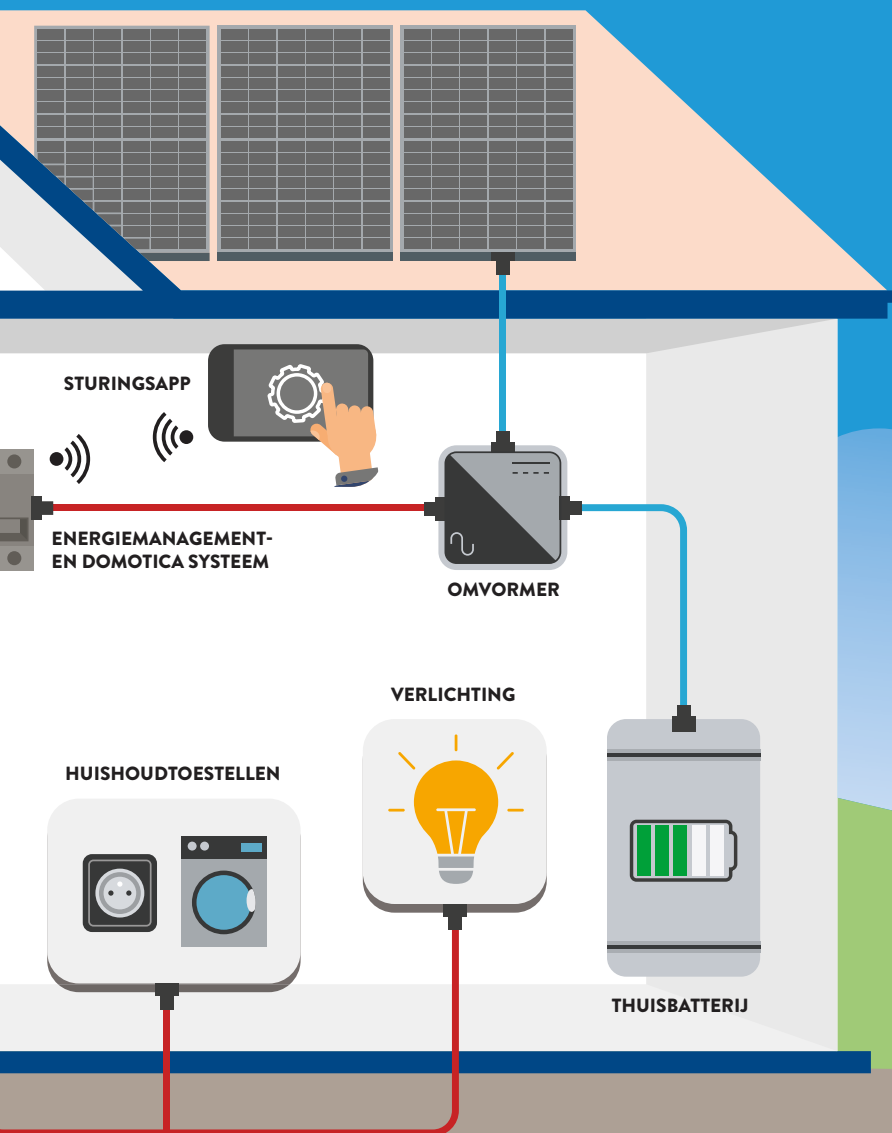 STURINGSAPP
ENERGIEMANAGEMENT-
EN DOMOTICA SYSTEEM
OMVORMER
VERLICHTING
HUISHOUDTOESTELLEN
THUISBATTERIJ